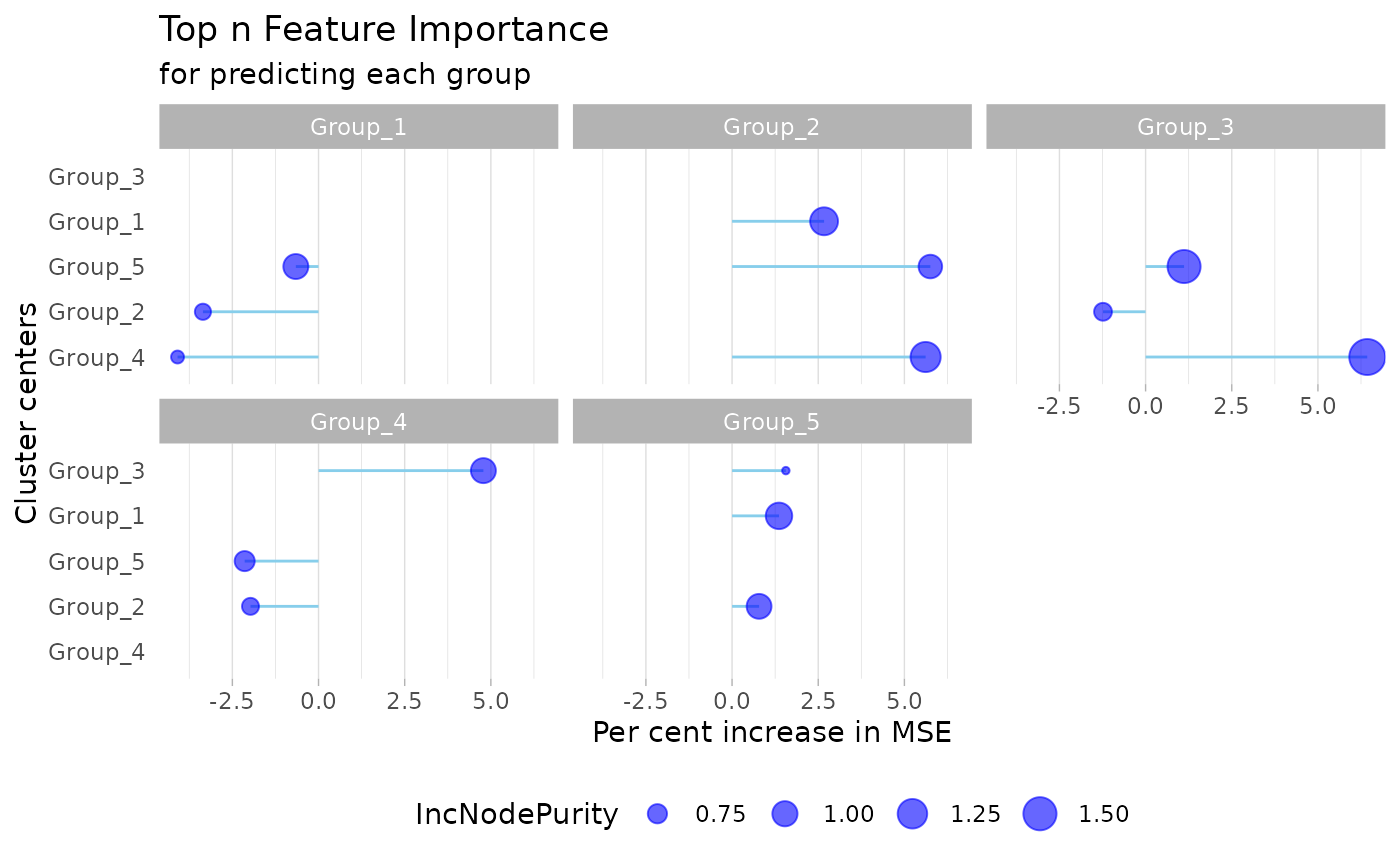 Top n Feature Importance
for predicting each group
Group_1 Group_2 Group_3
Group_3
Group_1
Group_5
Group_2
Group_4
-2.5 0.0 2.5 5.0
Group_4 Group_5
Group_3
Group_1
Group_5
Group_2
Group_4
-2.5 0.0 2.5 5.0 -2.5 0.0 2.5 5.0
Cluster centers
Per cent increase in MSE
IncNodePurity 0.75 1.00 1.25 1.50